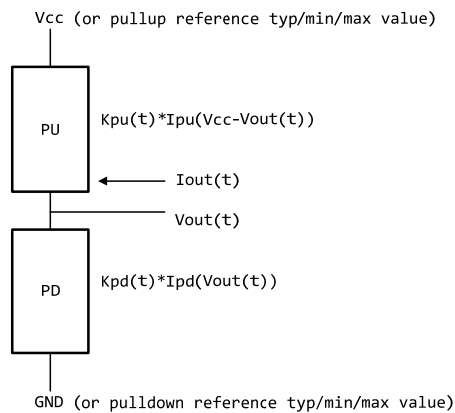 Vcc (or pullup reference typ/min/max value)
PU
Kpu(t)*Ipu(Vcc-Vout(t))
Iout(t)
Vout(t)
PD
Kpd(t)*Ipd(Vout(t))
GND (or pulldown reference typ/min/max value)